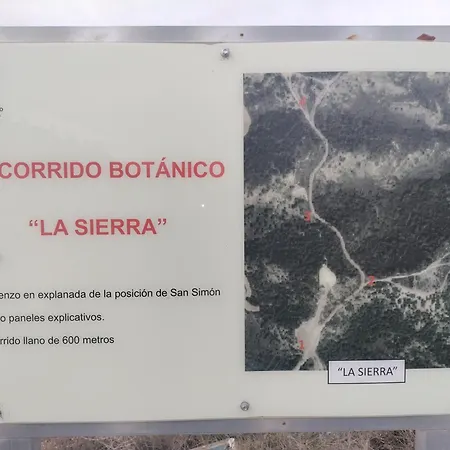 CORRIDO BOTÁNICO
“LA SIERRA”
enzo en explanada de la posición de San Simón
o paneles explicativos.
rrido llano de 600 metros
“LA SIERRA”